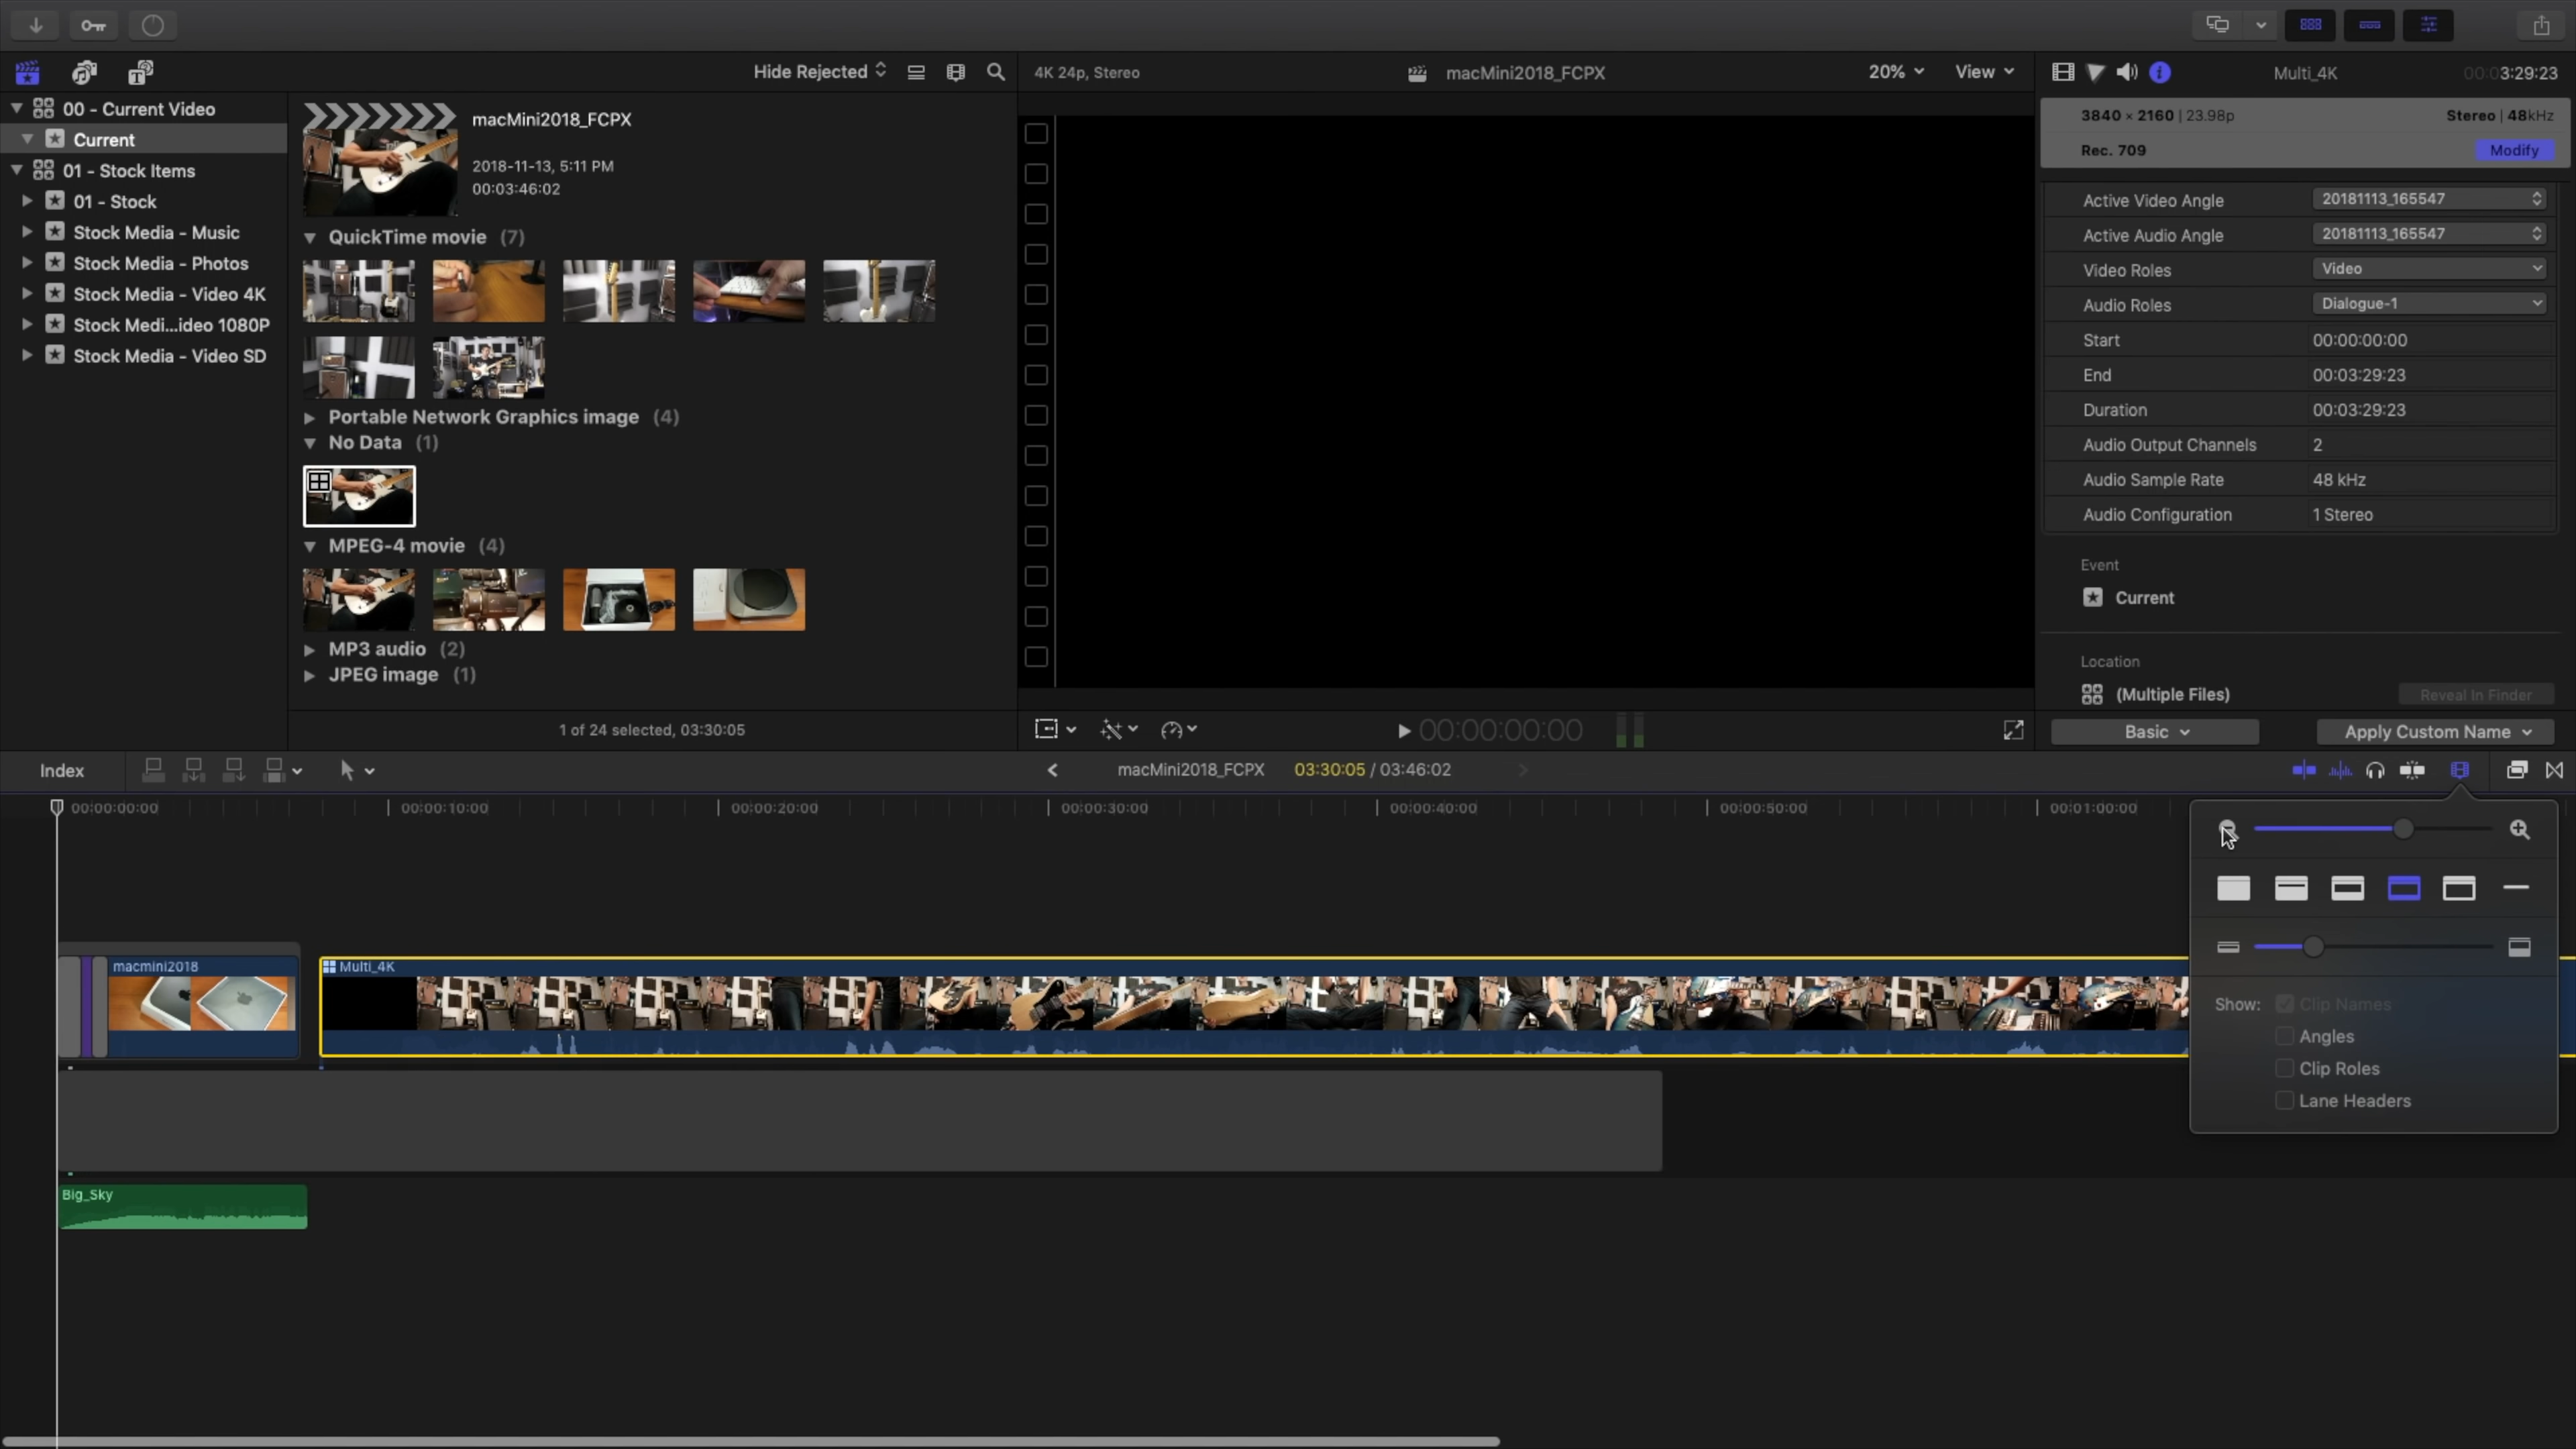 Hide Rejected
4K 24p, Stereo
macMini2018_FCPX
20%
View
Multi_4K
00:03:29:23
00 - Current Video
Current
01 - Stock Items
01 - Stock
Stock Media - Music
Stock Media - Photos
Stock Media - Video 4K
Stock Medi...ideo 1080P
Stock Media - Video SD
macMini2018_FCPX
2018-11-13, 5:11 PM
00:03:46:02
QuickTime movie (7)
Portable Network Graphics image (4)
No Data (1)
MPEG-4 movie (4)
MP3 audio (2)
JPEG image (1)
1 of 24 selected, 03:30:05
00:00:00:00
3840 × 2160 | 23.98p
Stereo | 48kHz
Rec. 709
Modify
Active Video Angle 20181113_165547
Active Audio Angle 20181113_165547
Video Roles Video
Audio Roles Dialogue-1
Start 00:00:00:00
End 00:03:29:23
Duration 00:03:29:23
Audio Output Channels 2
Audio Sample Rate 48 kHz
Audio Configuration 1 Stereo
Event
Current
Location
(Multiple Files)
Reveal In Finder
Basic
Apply Custom Name
Index
macMini2018_FCPX
03:30:05 / 03:46:02
00:00:00:00
00:00:10:00
00:00:20:00
00:00:30:00
00:00:40:00
00:00:50:00
00:01:00:00
macmini2018
Multi_4K
Big_Sky
Show:
Clip Names
Angles
Clip Roles
Lane Headers